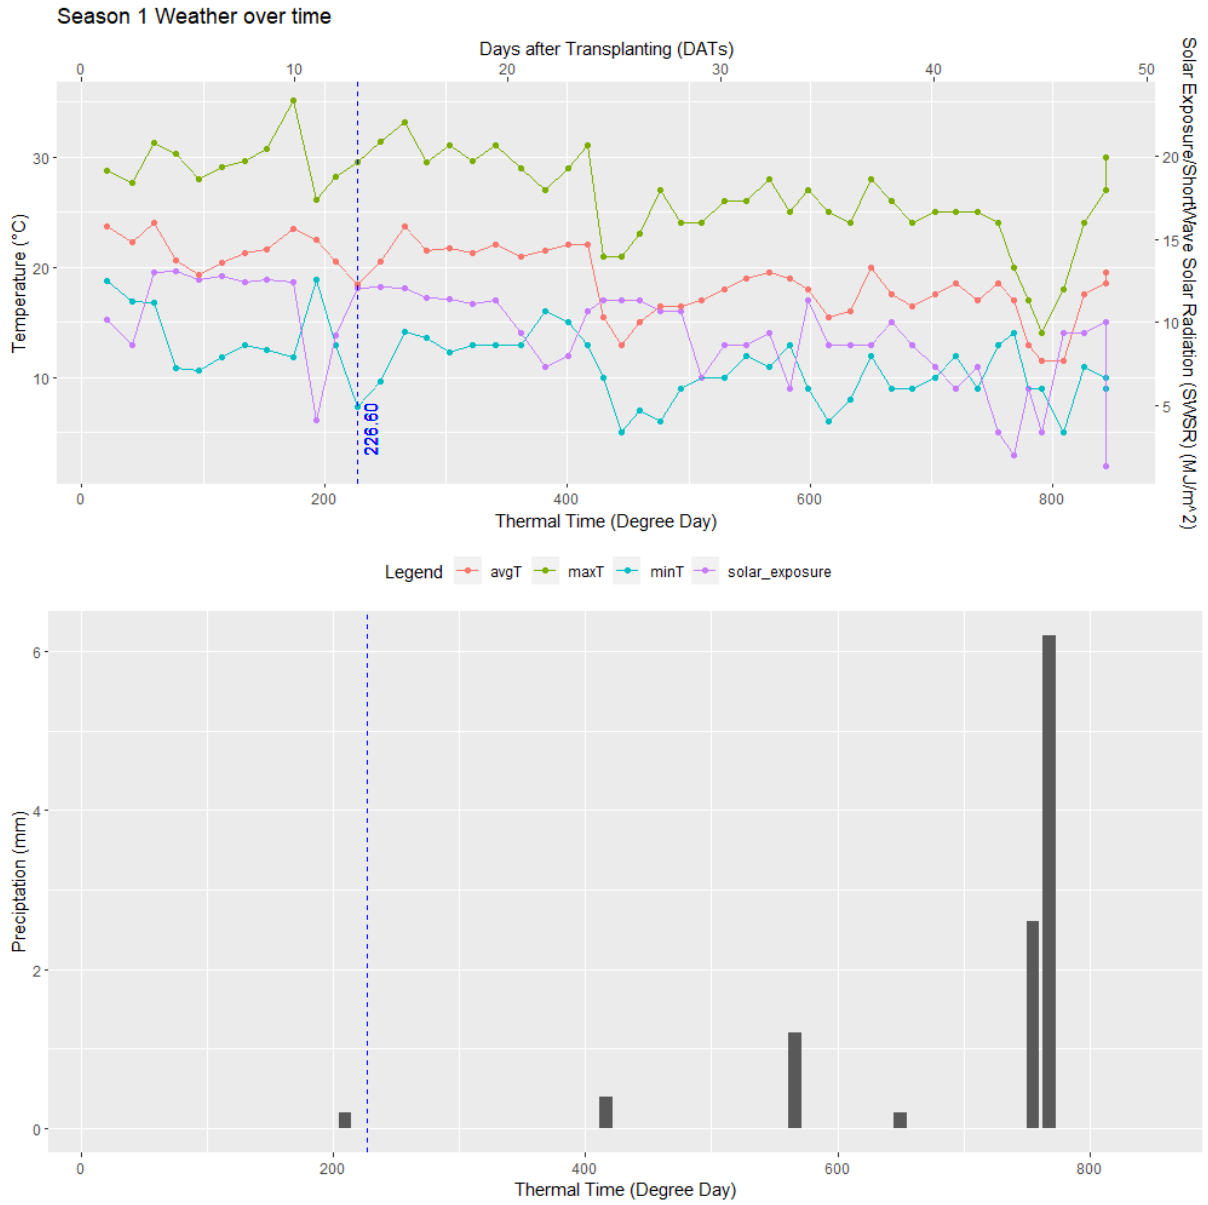 Season 1 Weather over time
Days after Transplanting (DATs)
0 10 20 30 40 50
Temperature (°C)
30
20
10
Solar Exposure/ShortWave Solar Radiation (SWSR) (MJ/m^2)
20
15
10
5
226.60
0 200 400 600 800
Thermal Time (Degree Day)
Legend avgT maxT minT solar_exposure
Preciptation (mm)
6
4
2
0
0 200 400 600 800
Thermal Time (Degree Day)